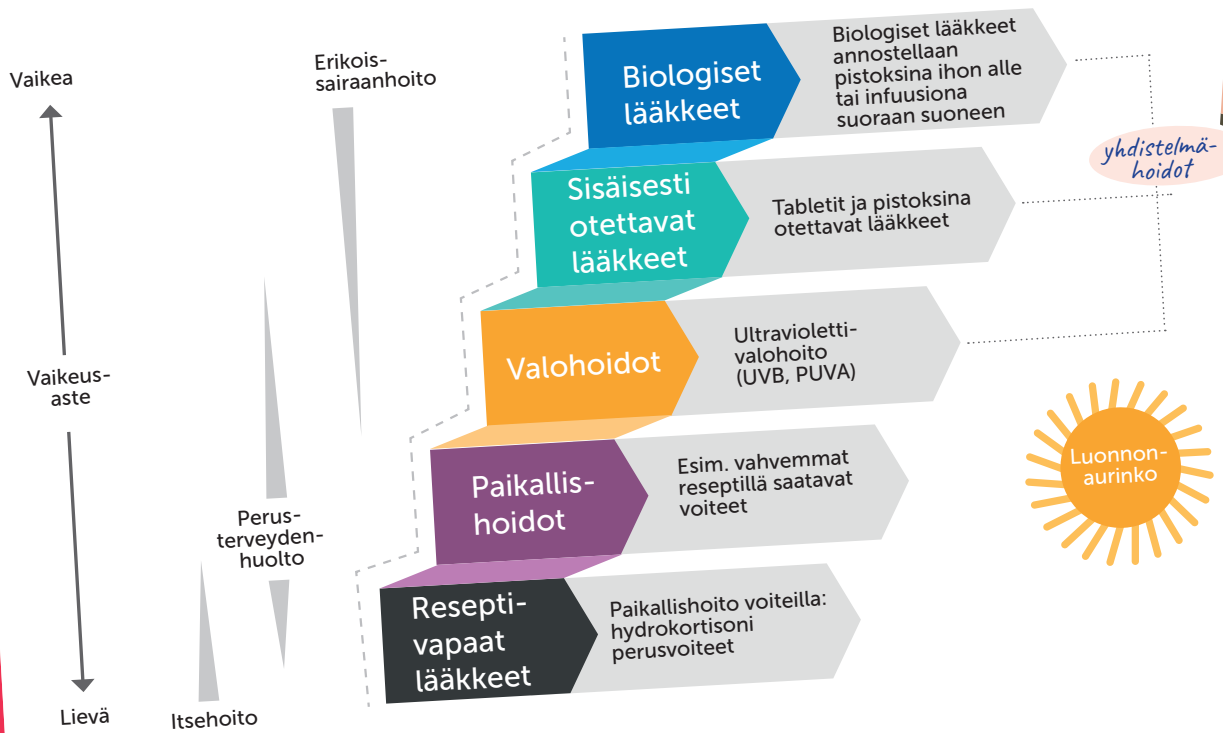 Vaikea
Vaikeus-
aste
Lievä
Erikois-
sairaanhoito
Perus-
terveyden-
huolto
Itsehoito
Biologiset
lääkkeet
Biologiset lääkkeet
annostellaan
pistoksina ihon alle
tai infuusiona
suoraan suoneen
yhdistelmä-
hoidot
Sisäisesti
otettavat
lääkkeet
Tabletit ja pistoksina
otettavat lääkkeet
Valohoidot
Ultravioletti-
valohoito
(UVB, PUVA)
Paikallis-
hoidot
Esim. vahvemmat
reseptillä saatavat
voiteet
Luonnon-
aurinko
Resepti-
vapaat
lääkkeet
Paikallishoito voiteilla:
hydrokortisoni
perusvoiteet